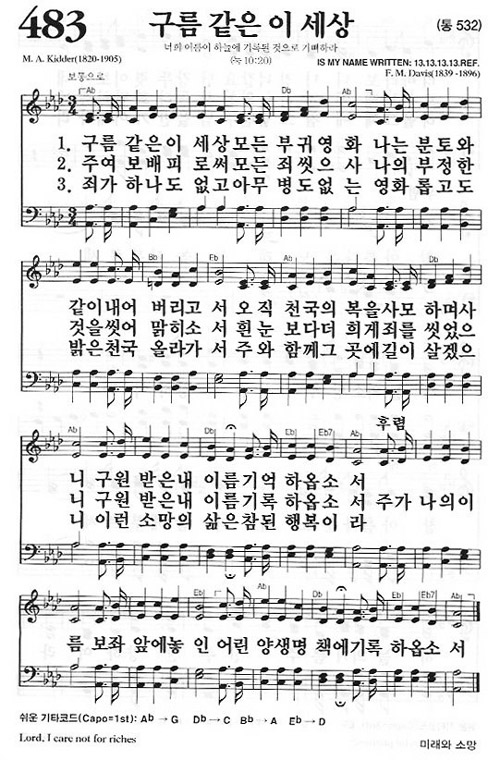 483 구름 같은 이 세상 (통 532)
너희 이름이 하늘에 기록된 것으로 기뻐하라
M. A. Kidder(1820-1905) (눅 10:20) IS MY NAME WRITTEN: 13.13.13.13.REF.
보통으로 F. M. Davis(1839-1896)
Ab Db Ab
1. 구름 같은이 세상모든 부귀영 화 나는 분토와
2. 주여 보배피 로써모든 죄씻으 사 나의 부정한
3. 죄가 하나도 없고아무 병도없 는 영화 롭고도
Bb Eb Ab Db
같이내어 버리고 서 오직 천국의 복을사모 하며사
것을씻어 맑히소 서 흰눈 보다더 희게죄를 씻었으
밝은천국 올라가 서 주와 함께그 곳에길이 살겠으
Ab Db Eb Eb7 Ab 후렴
니 구원 받은내 이름기억 하옵소 서
니 구원 받은내 이름기록 하옵소 서 주가 나의이
니 이런 소망의 삶은참된 행복이 라
Eb Ab Db Eb Ab
름 보좌 앞에놓 인 어린 양생명 책에기록 하옵소 서
쉬운 기타코드(Capo=1st): Ab → G Db → C Bb → A Eb → D
Lord, I care not for riches 미래와 소망